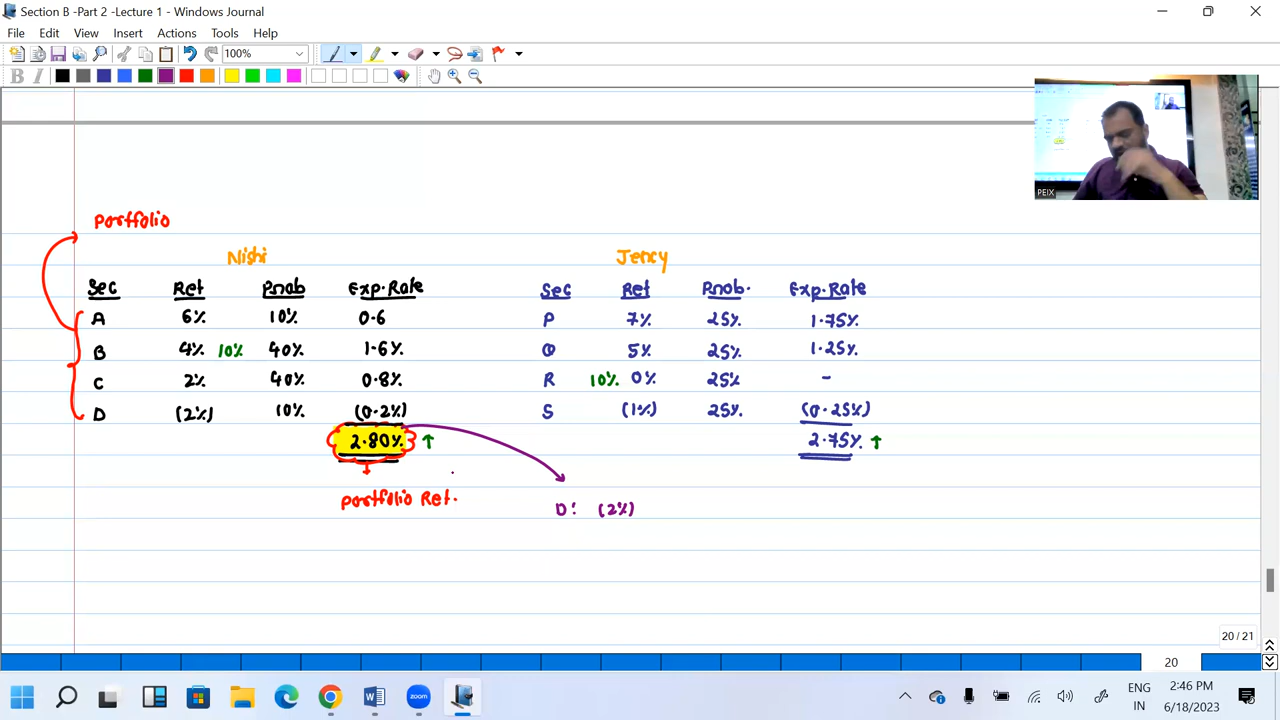 Section B -Part 2 -Lecture 1 - Windows Journal
File Edit View Insert Actions Tools Help
100%
B I
PEIX
Portfolio
Nishi Jency
Sec Ret Prob Exp.Rate Sec Ret Prob. Exp.Rate
A 6% 10% 0.6 P 7% 25% 1.75%
B 4% 10% 40% 1.6% Q 5% 25% 1.25%
C 2% 40% 0.8% R 10% 0% 25% -
D (2%) 10% (0.2%) S (1%) 25% (0.25%)
2.80% ↑ 2.75% ↑
Portfolio Ret.
D: (2%)
20 / 21
20
ENG 2:46 PM
IN 6/18/2023